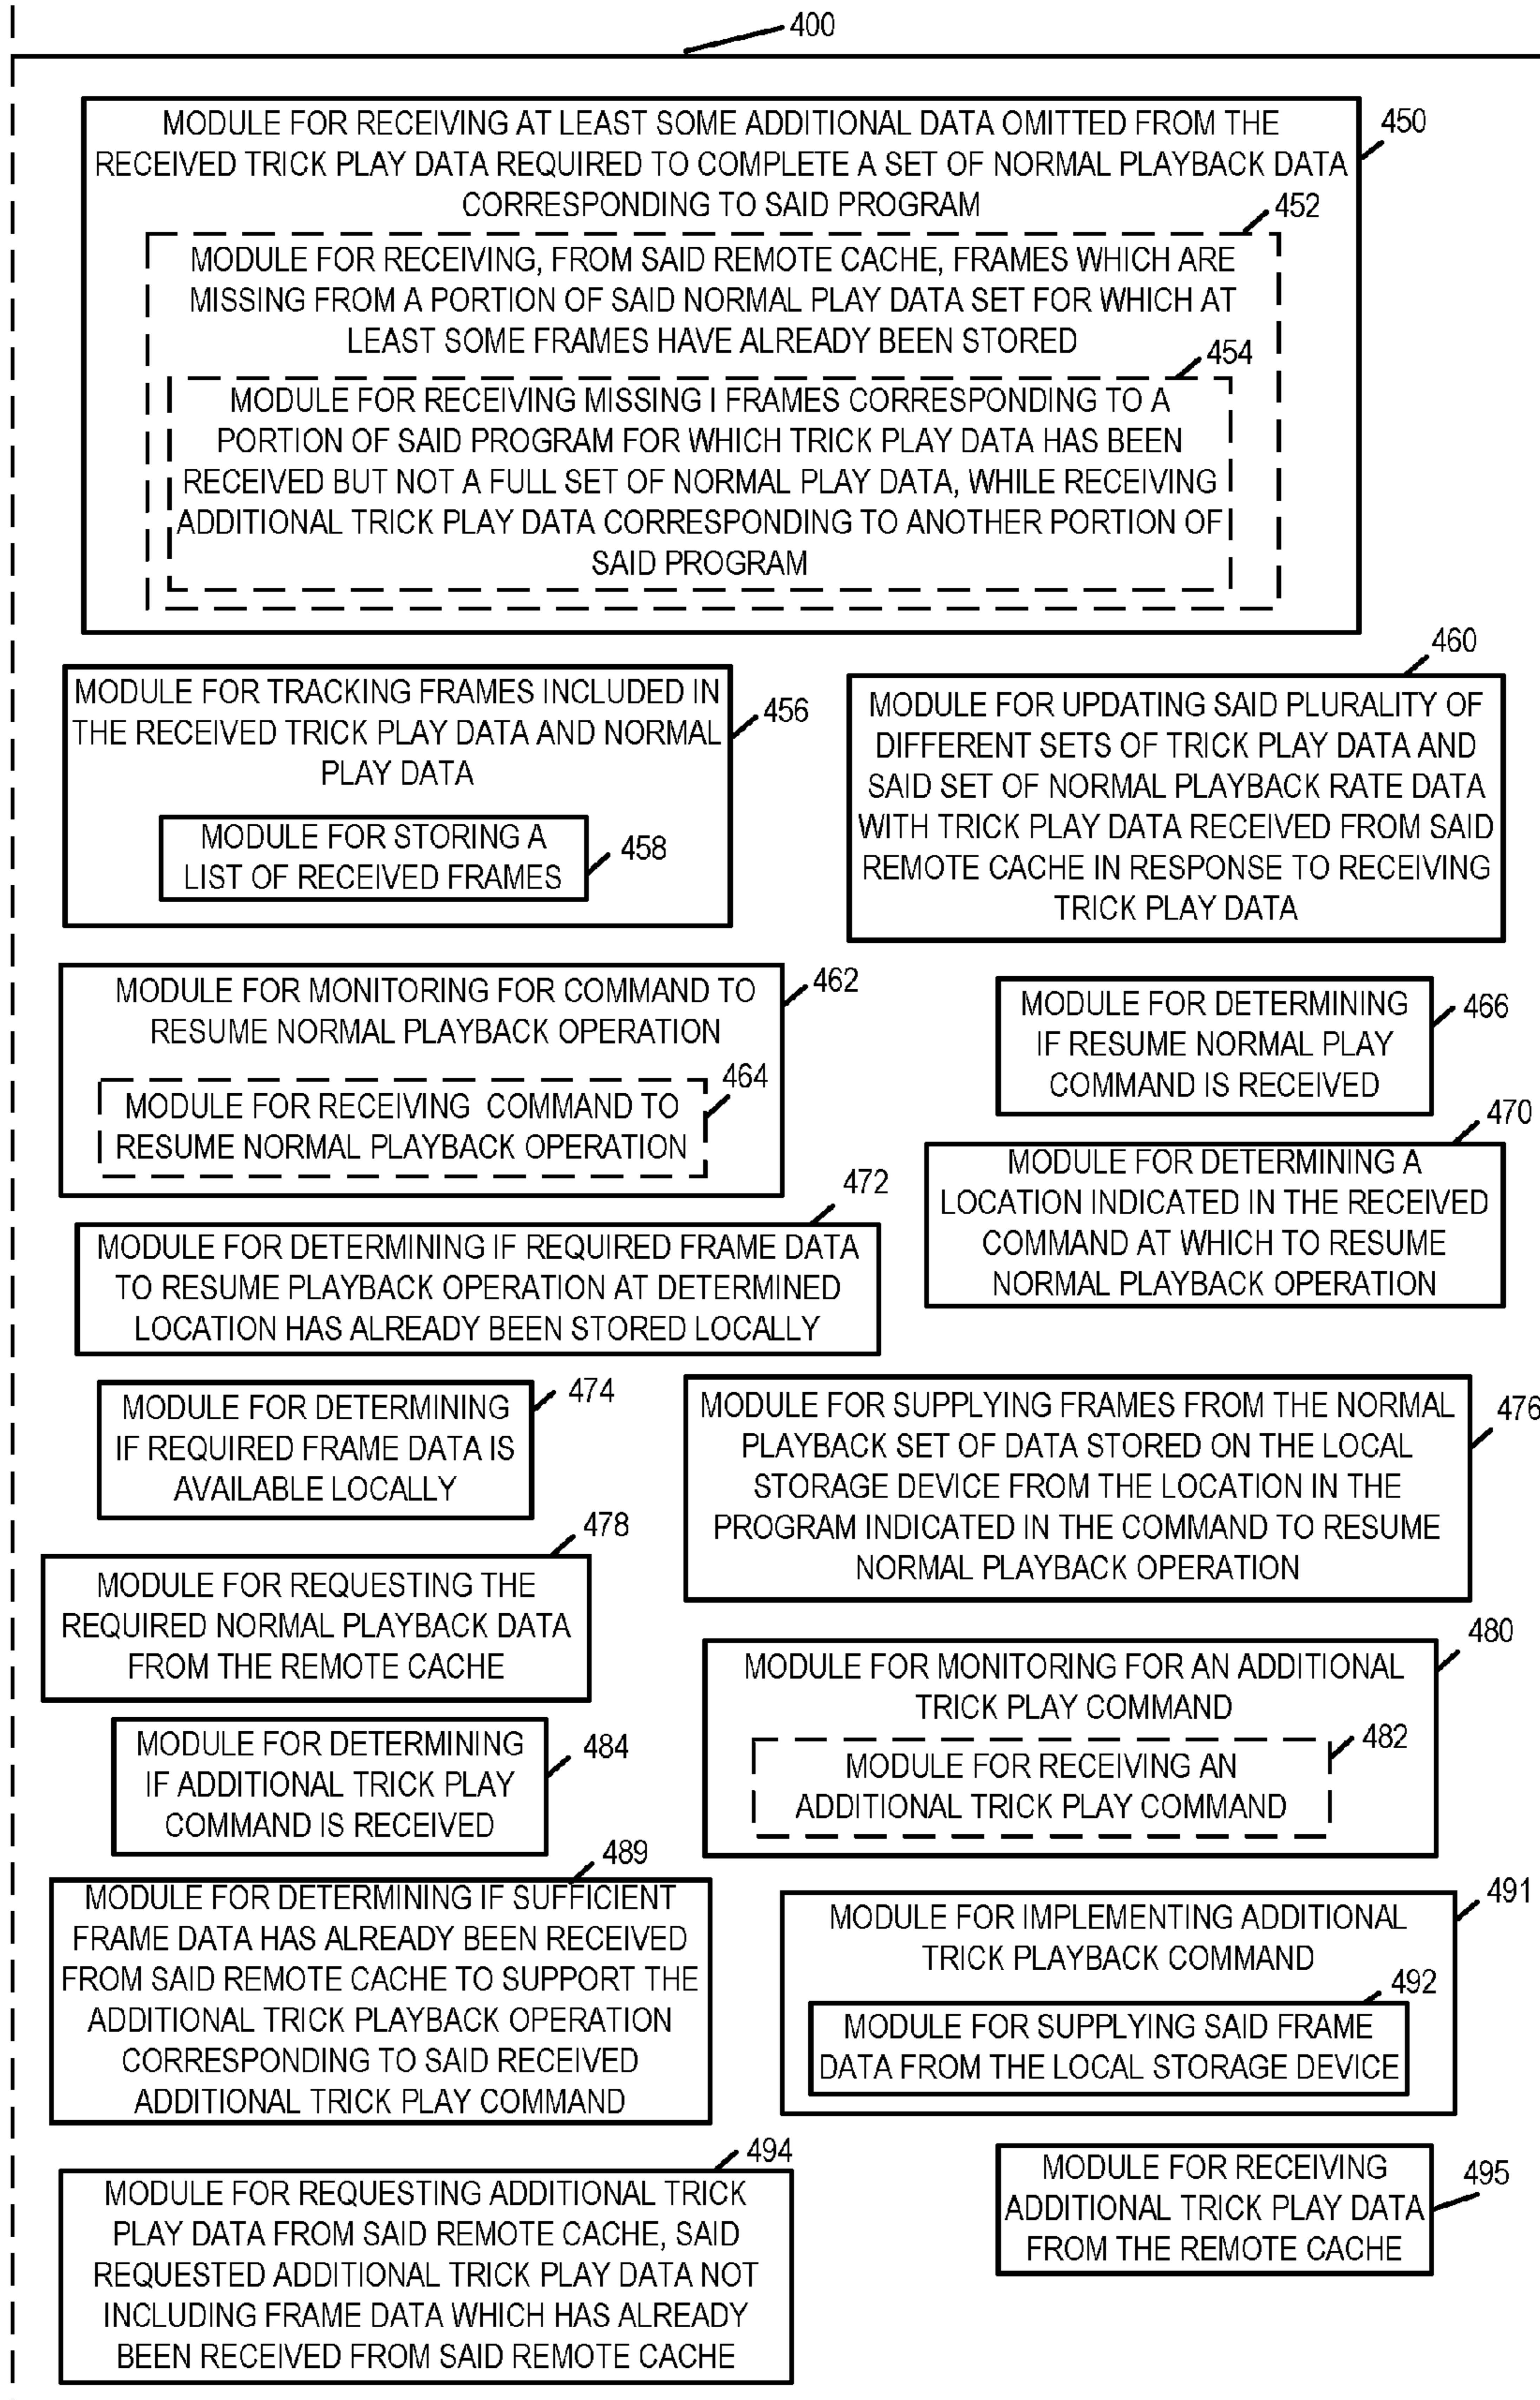 400
MODULE FOR RECEIVING AT LEAST SOME ADDITIONAL DATA OMITTED FROM THE
RECEIVED TRICK PLAY DATA REQUIRED TO COMPLETE A SET OF NORMAL PLAYBACK DATA
CORRESPONDING TO SAID PROGRAM
450
452
MODULE FOR RECEIVING, FROM SAID REMOTE CACHE, FRAMES WHICH ARE
MISSING FROM A PORTION OF SAID NORMAL PLAY DATA SET FOR WHICH AT
LEAST SOME FRAMES HAVE ALREADY BEEN STORED
454
MODULE FOR RECEIVING MISSING I FRAMES CORRESPONDING TO A
PORTION OF SAID PROGRAM FOR WHICH TRICK PLAY DATA HAS BEEN
RECEIVED BUT NOT A FULL SET OF NORMAL PLAY DATA, WHILE RECEIVING
ADDITIONAL TRICK PLAY DATA CORRESPONDING TO ANOTHER PORTION OF
SAID PROGRAM
MODULE FOR TRACKING FRAMES INCLUDED IN
THE RECEIVED TRICK PLAY DATA AND NORMAL
PLAY DATA
456
MODULE FOR STORING A
LIST OF RECEIVED FRAMES
458
460
MODULE FOR UPDATING SAID PLURALITY OF
DIFFERENT SETS OF TRICK PLAY DATA AND
SAID SET OF NORMAL PLAYBACK RATE DATA
WITH TRICK PLAY DATA RECEIVED FROM SAID
REMOTE CACHE IN RESPONSE TO RECEIVING
TRICK PLAY DATA
MODULE FOR MONITORING FOR COMMAND TO
RESUME NORMAL PLAYBACK OPERATION
462
464
MODULE FOR RECEIVING COMMAND TO
RESUME NORMAL PLAYBACK OPERATION
MODULE FOR DETERMINING
IF RESUME NORMAL PLAY
COMMAND IS RECEIVED
466
470
MODULE FOR DETERMINING A
LOCATION INDICATED IN THE RECEIVED
COMMAND AT WHICH TO RESUME
NORMAL PLAYBACK OPERATION
472
MODULE FOR DETERMINING IF REQUIRED FRAME DATA
TO RESUME PLAYBACK OPERATION AT DETERMINED
LOCATION HAS ALREADY BEEN STORED LOCALLY
MODULE FOR DETERMINING
IF REQUIRED FRAME DATA IS
AVAILABLE LOCALLY
474
MODULE FOR SUPPLYING FRAMES FROM THE NORMAL
PLAYBACK SET OF DATA STORED ON THE LOCAL
STORAGE DEVICE FROM THE LOCATION IN THE
PROGRAM INDICATED IN THE COMMAND TO RESUME
NORMAL PLAYBACK OPERATION
476
478
MODULE FOR REQUESTING THE
REQUIRED NORMAL PLAYBACK DATA
FROM THE REMOTE CACHE
480
MODULE FOR MONITORING FOR AN ADDITIONAL
TRICK PLAY COMMAND
482
MODULE FOR RECEIVING AN
ADDITIONAL TRICK PLAY COMMAND
MODULE FOR DETERMINING
IF ADDITIONAL TRICK PLAY
COMMAND IS RECEIVED
484
489
MODULE FOR DETERMINING IF SUFFICIENT
FRAME DATA HAS ALREADY BEEN RECEIVED
FROM SAID REMOTE CACHE TO SUPPORT THE
ADDITIONAL TRICK PLAYBACK OPERATION
CORRESPONDING TO SAID RECEIVED
ADDITIONAL TRICK PLAY COMMAND
491
MODULE FOR IMPLEMENTING ADDITIONAL
TRICK PLAYBACK COMMAND
492
MODULE FOR SUPPLYING SAID FRAME
DATA FROM THE LOCAL STORAGE DEVICE
494
MODULE FOR REQUESTING ADDITIONAL TRICK
PLAY DATA FROM SAID REMOTE CACHE, SAID
REQUESTED ADDITIONAL TRICK PLAY DATA NOT
INCLUDING FRAME DATA WHICH HAS ALREADY
BEEN RECEIVED FROM SAID REMOTE CACHE
MODULE FOR RECEIVING
ADDITIONAL TRICK PLAY DATA
FROM THE REMOTE CACHE
495